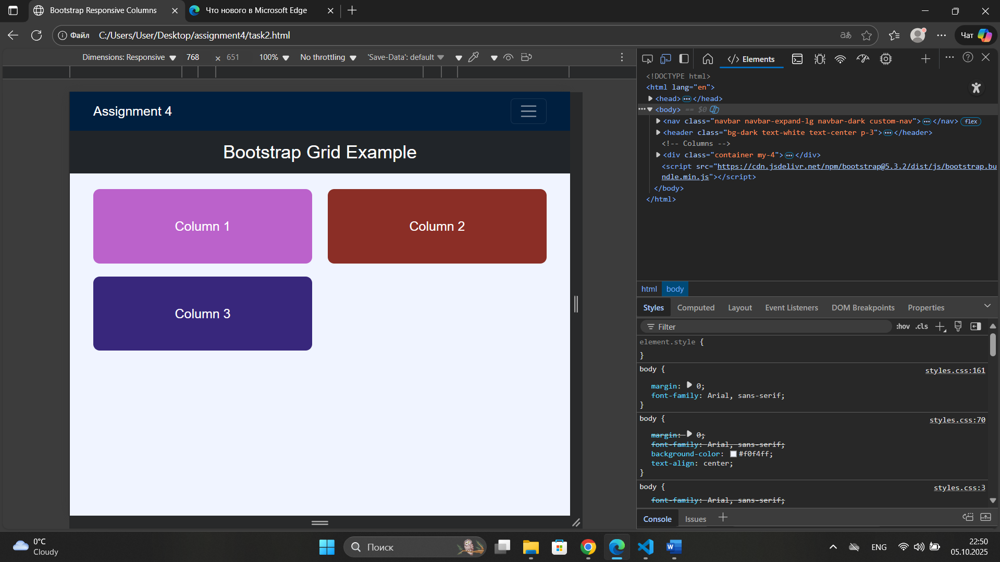 Bootstrap Responsive Columns
Что нового в Microsoft Edge
Файл C:/Users/User/Desktop/assignment4/task2.html
аあ
Чат
Dimensions: Responsive 768 × 651 100% No throttling 'Save-Data': default
Assignment 4
Bootstrap Grid Example
Column 1
Column 2
Column 3
</> Elements
<!DOCTYPE html>
<html lang="en">
<head> ••• </head>
••• <body> == $0
<nav class="navbar navbar-expand-lg navbar-dark custom-nav"> ••• </nav> flex
<header class="bg-dark text-white text-center p-3"> ••• </header>
<!-- Columns -->
<div class="container my-4"> ••• </div>
<script src="https://cdn.jsdelivr.net/npm/bootstrap@5.3.2/dist/js/bootstrap.bu
ndle.min.js"></script>
</body>
</html>
html body
Styles Computed Layout Event Listeners DOM Breakpoints Properties
Filter :hov .cls
element.style {
}
body { styles.css:161
margin: 0;
font-family: Arial, sans-serif;
}
body { styles.css:70
margin: 0;
font-family: Arial, sans-serif;
background-color: #f0f4ff;
text-align: center;
}
body { styles.css:3
font-family: Arial, sans-serif;
Console Issues
0°C
Cloudy
Поиск
ENG
22:50
05.10.2025